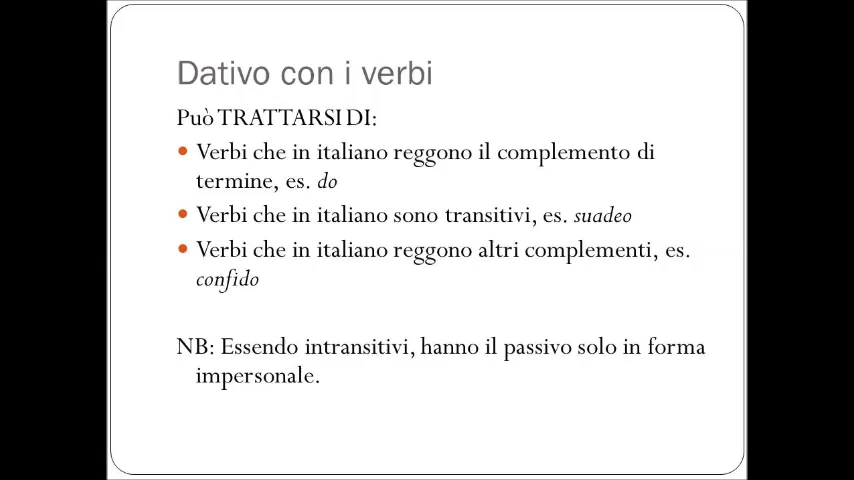 Dativo con i verbi
Può TRATTARSI DI:
• Verbi che in italiano reggono il complemento di
termine, es. do
• Verbi che in italiano sono transitivi, es. suadeo
• Verbi che in italiano reggono altri complementi, es.
confido
NB: Essendo intransitivi, hanno il passivo solo in forma
impersonale.